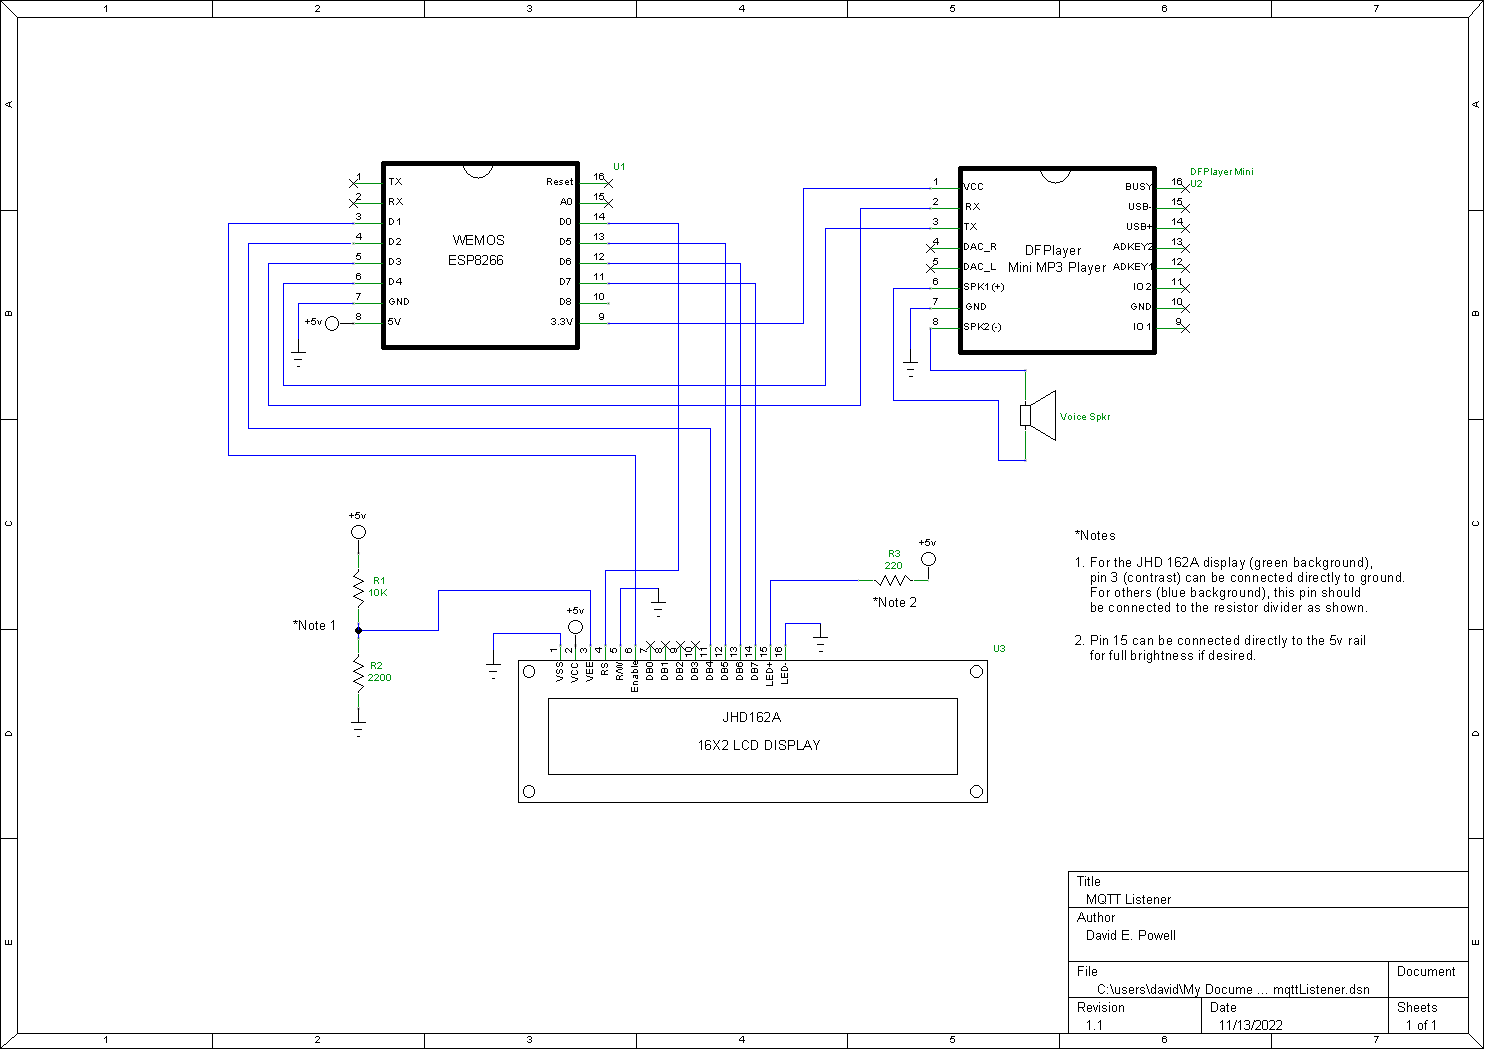 1 2 3 4 5 6 7
A A
B B
C C
D D
E E
U1
WEMOS
ESP8266
1 TX
2 RX
3 D1
4 D2
5 D3
6 D4
7 GND
+5v 8 5V
Reset 16
A0 15
D0 14
D5 13
D6 12
D7 11
D8 10
3.3V 9
DFPlayer Mini
U2
DFPlayer
Mini MP3 Player
1 VCC
2 RX
3 TX
4 DAC_R
5 DAC_L
6 SPK1(+)
7 GND
8 SPK2(-)
BUSY 16
USB- 15
USB+ 14
ADKEY2 13
ADKEY1 12
IO2 11
GND 10
IO1 9
Voice Spkr
+5v
R1
10K
*Note 1
R2
2200
+5v
R3
220
*Note 2
+5v
*Notes
1. For the JHD 162A display (green background),
pin 3 (contrast) can be connected directly to ground.
For others (blue background), this pin should
be connected to the resistor divider as shown.
2. Pin 15 can be connected directly to the 5v rail
for full brightness if desired.
U3
1 2 3 4 5 6 7 8 9 10 11 12 13 14 15 16
VSS VCC VEE RS R/W Enable DB0 DB1 DB2 DB3 DB4 DB5 DB6 DB7 LED+ LED-
JHD162A
16X2 LCD DISPLAY
Title
MQTT Listener
Author
David E. Powell
File Document
C:\users\david\My Docume ... mqttListener.dsn
Revision Date Sheets
1.1 11/13/2022 1 of 1
1 2 3 4 5 6 7